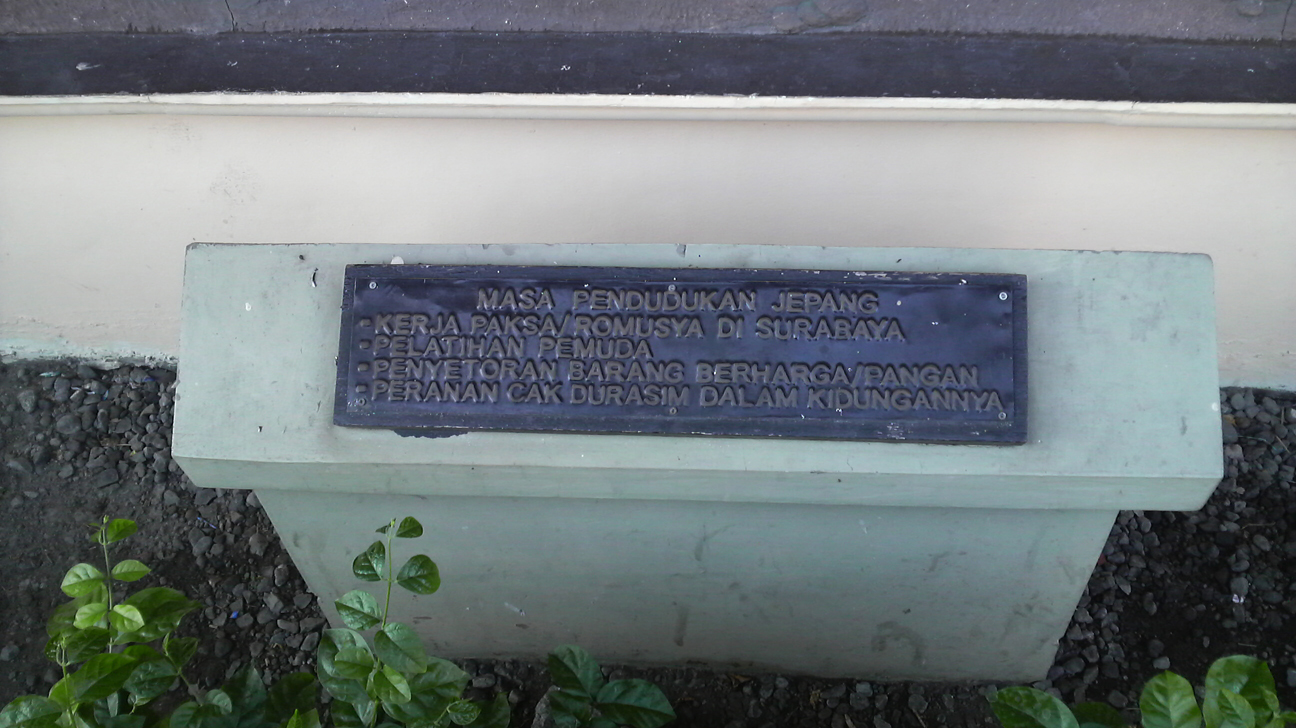 MASA PENDUDUKAN JEPANG
- KERJA PAKSA/ROMUSYA DI SURABAYA
- PELATIHAN PEMUDA
- PENYETORAN BARANG BERHARGA/PANGAN
- PERANAN CAK DURASIM DALAM KIDUNGANNYA